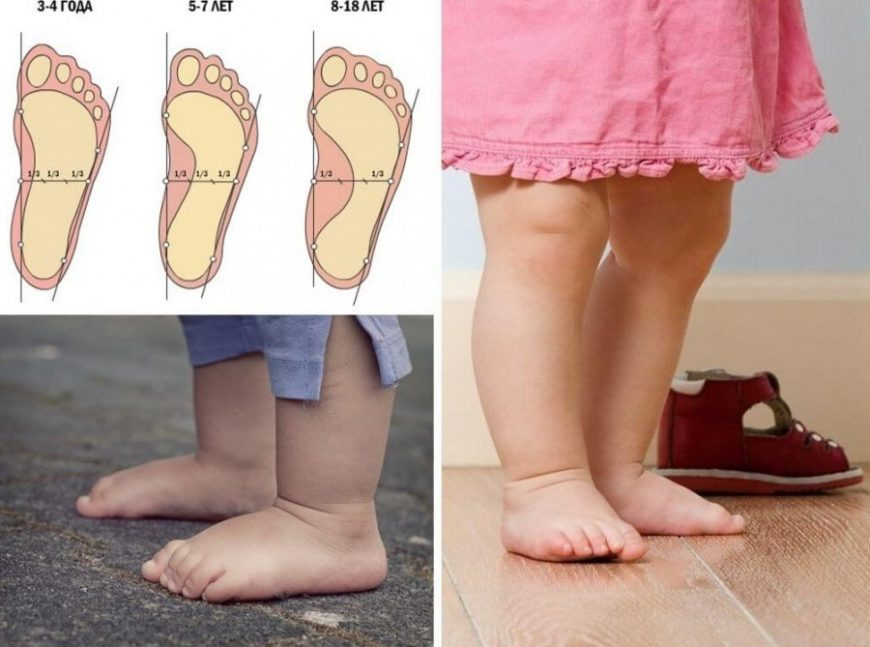 3-4 ГОДА
5-7 ЛЕТ
8-18 ЛЕТ
1/3 1/3 1/3
1/3 1/3 1/3
1/3 1/3